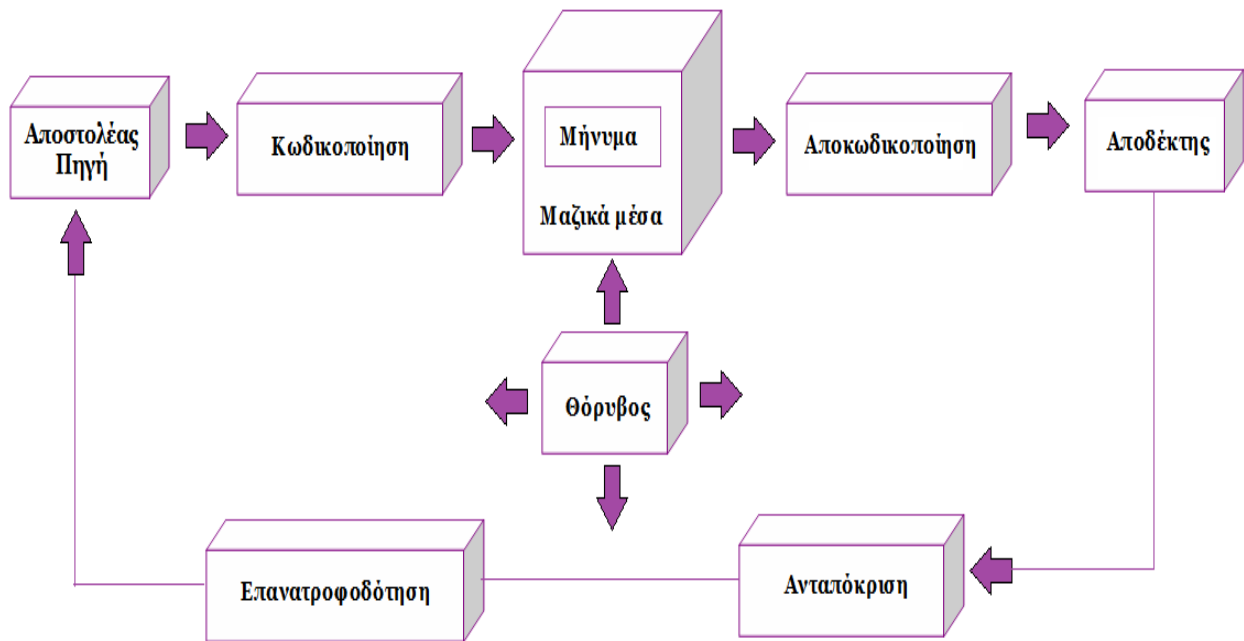 Αποστολέας
Πηγή
Κωδικοποίηση
Μήνυμα
Μαζικά μέσα
Αποκωδικοποίηση
Αποδέκτης
Θόρυβος
Επανατροφοδότηση
Ανταπόκριση